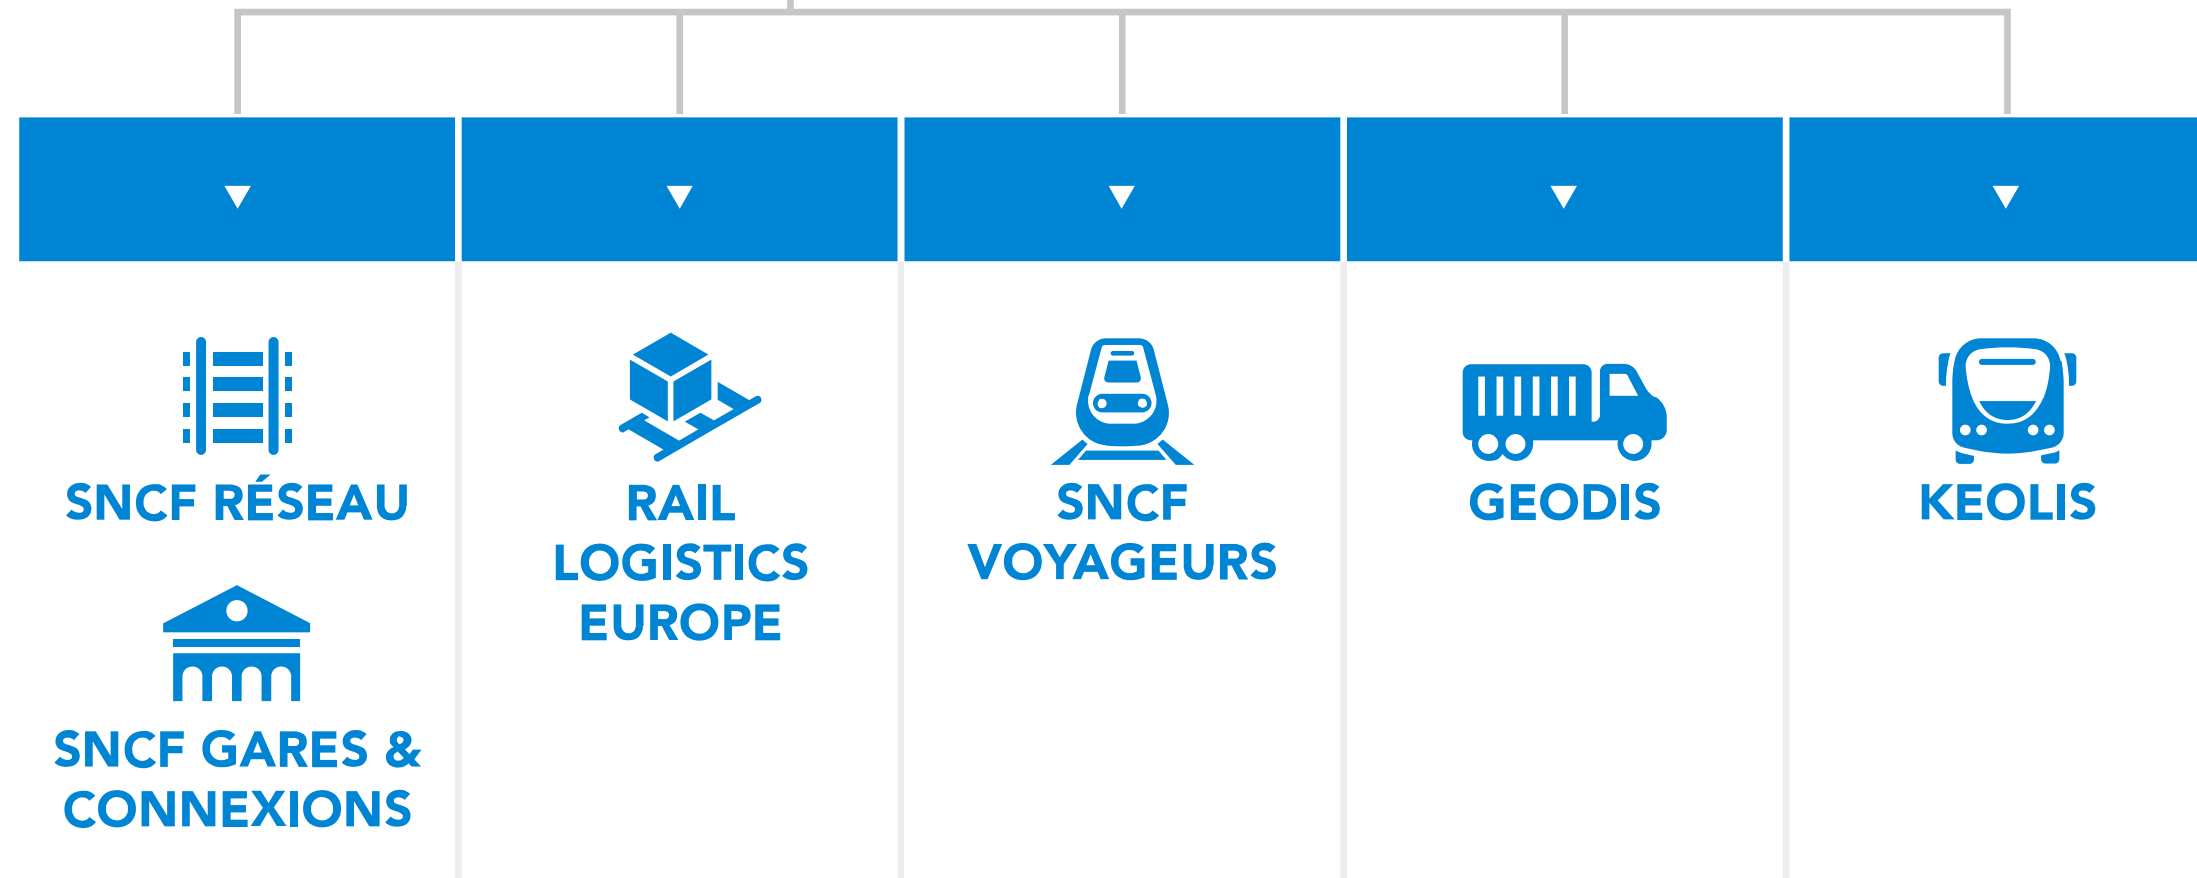 SNCF RÉSEAU
SNCF GARES &
CONNEXIONS
RAIL
LOGISTICS
EUROPE
SNCF
VOYAGEURS
GEODIS
KEOLIS